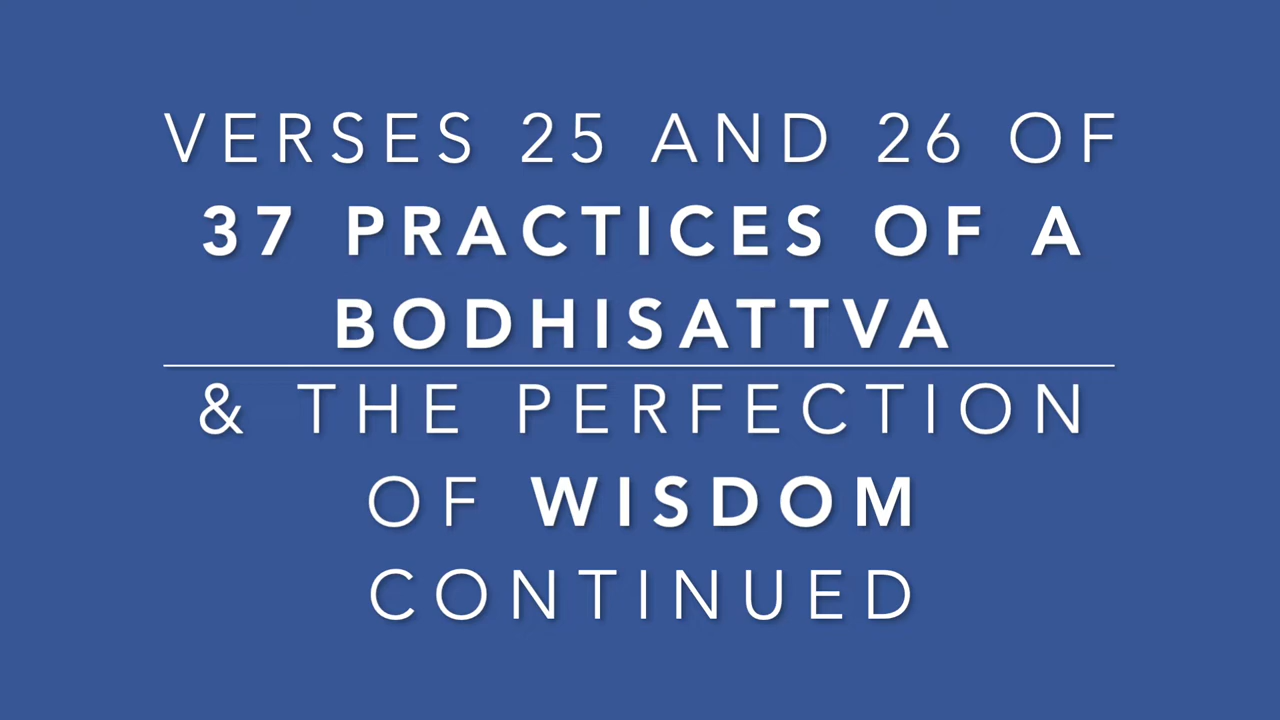 VERSES 25 AND 26 OF
37 PRACTICES OF A
BODHISATTVA
& THE PERFECTION
OF WISDOM
CONTINUED